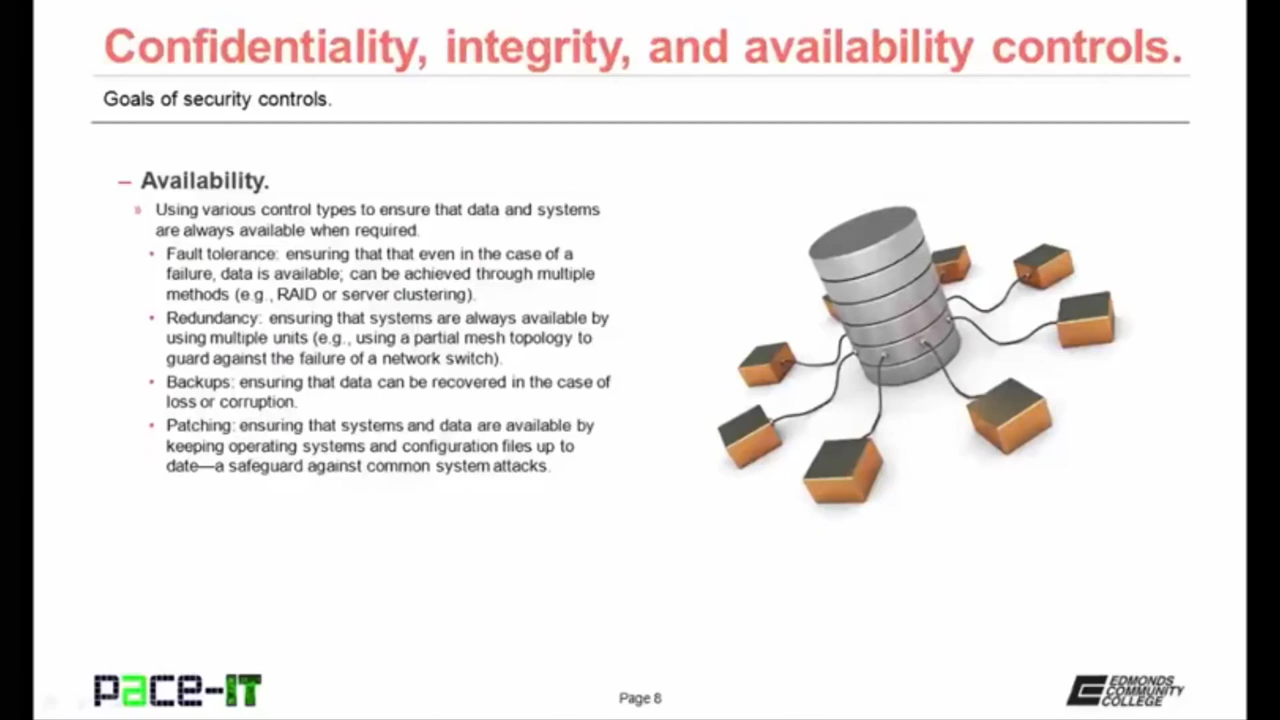 Confidentiality, integrity, and availability controls.
Goals of security controls.
– Availability.
» Using various control types to ensure that data and systems
are always available when required.
• Fault tolerance: ensuring that that even in the case of a
failure, data is available; can be achieved through multiple
methods (e.g., RAID or server clustering).
• Redundancy: ensuring that systems are always available by
using multiple units (e.g., using a partial mesh topology to
guard against the failure of a network switch).
• Backups: ensuring that data can be recovered in the case of
loss or corruption.
• Patching: ensuring that systems and data are available by
keeping operating systems and configuration files up to
date—a safeguard against common system attacks.
pace-IT
Page 8
EDMONDS
COMMUNITY
COLLEGE